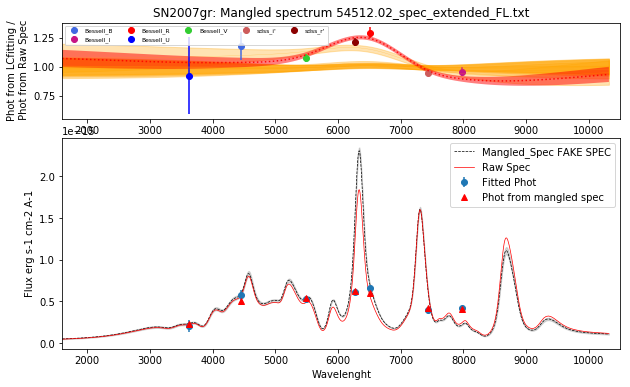 SN2007gr: Mangled spectrum 54512.02_spec_extended_FL.txt
Phot from LCfitting /
Phot from Raw Spec
Bessell_B Bessell_R Bessell_V sdss_i' sdss_r'
Bessell_I Bessell_U
1.25
1.00
0.75
2000 3000 4000 5000 6000 7000 8000 9000 10000
1e−15
Mangled_Spec FAKE SPEC
Raw Spec
Fitted Phot
Phot from mangled spec
Flux erg s-1 cm-2 A-1
2.0
1.5
1.0
0.5
0.0
2000 3000 4000 5000 6000 7000 8000 9000 10000
Wavelenght